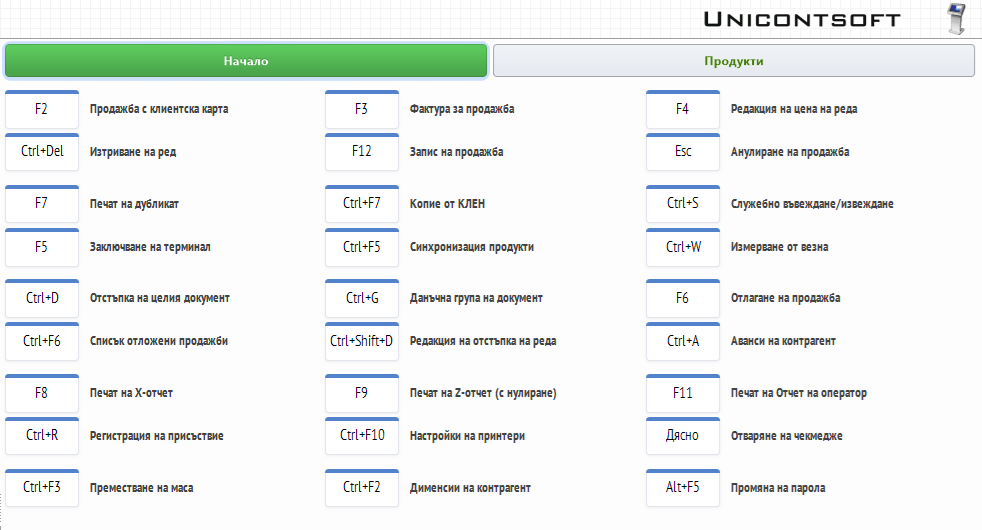 Unicontsoft
Начало Продукти
F2 Продажба с клиентска карта F3 Фактура за продажба F4 Редакция на цена на реда
Ctrl+Del Изтриване на ред F12 Запис на продажба Esc Анулиране на продажба
F7 Печат на дубликат Ctrl+F7 Копие от КЛЕН Ctrl+S Служебно въвеждане/извеждане
F5 Заключване на терминал Ctrl+F5 Синхронизация продукти Ctrl+W Измерване от везна
Ctrl+D Отстъпка на целия документ Ctrl+G Данъчна група на документ F6 Отлагане на продажба
Ctrl+F6 Списък отложени продажби Ctrl+Shift+D Редакция на отстъпка на реда Ctrl+A Аванси на контрагент
F8 Печат на X-отчет F9 Печат на Z-отчет (с нулиране) F11 Печат на Отчет на оператор
Ctrl+R Регистрация на присъствие Ctrl+F10 Настройки на принтери Дясно Отваряне на чекмедже
Ctrl+F3 Преместване на маса Ctrl+F2 Дименсии на контрагент Alt+F5 Промяна на парола